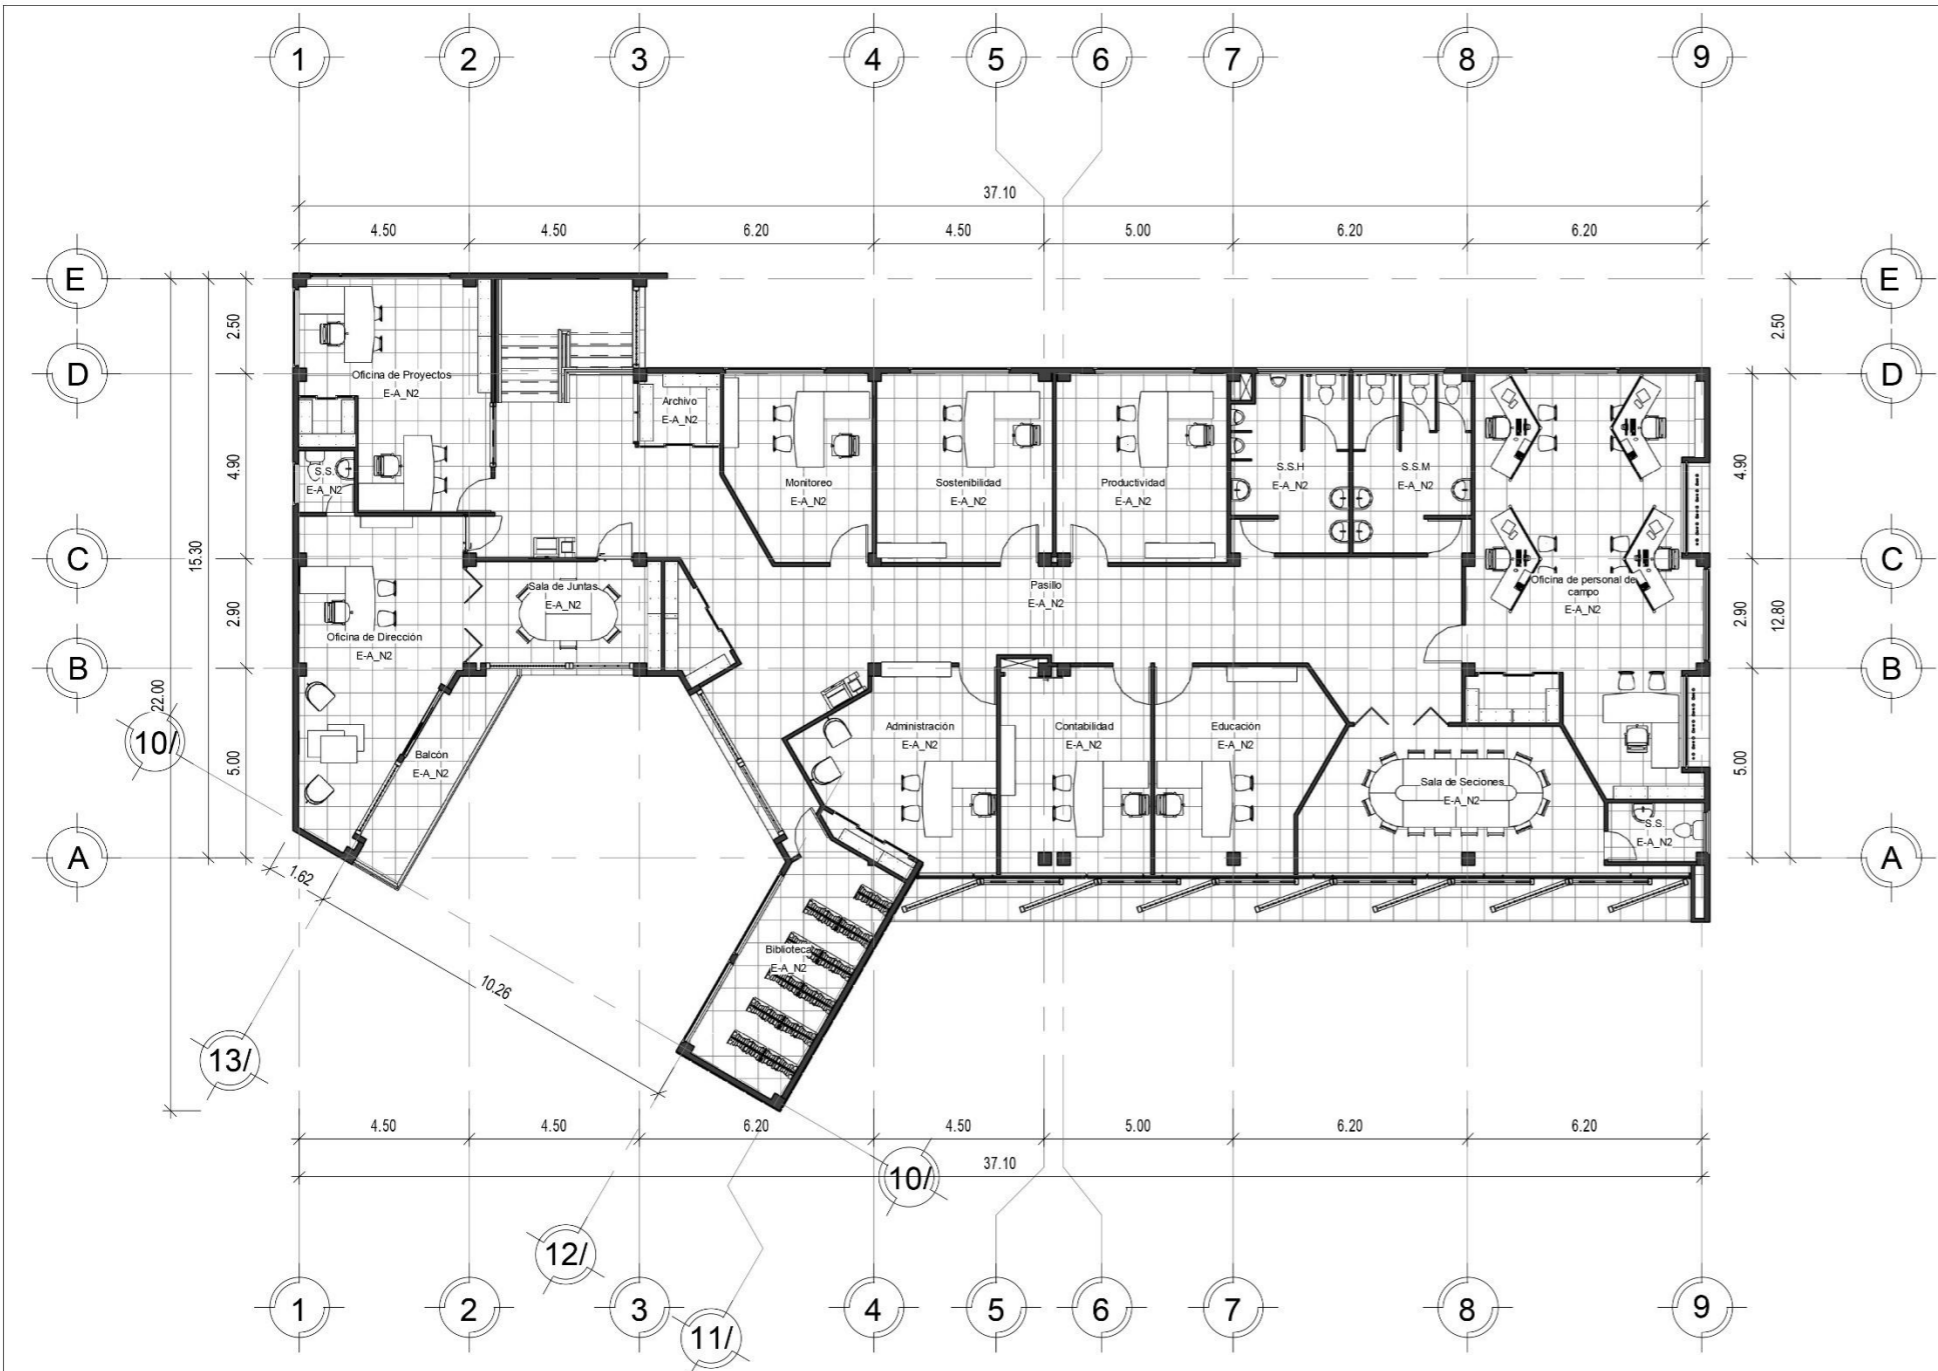 1 2 3 4 5 6 7 8 9
37.10
4.50 4.50 6.20 4.50 5.00 6.20 6.20
E E
2.50 2.50
D D
Oficina de Proyectos
E-A_N2
Archivo
E-A_N2
4.90 4.90
S.S.
E-A_N2
Monitoreo
E-A_N2
Sostenibilidad
E-A_N2
Productividad
E-A_N2
S.S.H
E-A_N2
S.S.M
E-A_N2
C C
15.30
Sala de Juntas
E-A_N2
Pasillo
E-A_N2
Oficina de personal de
campo
E-A_N2
2.90 2.90
12.80
Oficina de Dirección
E-A_N2
B B
22.00
10/
5.00 5.00
Balcón
E-A_N2
Administración
E-A_N2
Contabilidad
E-A_N2
Educación
E-A_N2
Sala de Seciones
E-A_N2
S.S.
E-A_N2
A A
1.62
10.26
Biblioteca
E-A_N2
13/
4.50 4.50 6.20 4.50 5.00 6.20 6.20
37.10
10/
12/
11/
1 2 3 4 5 6 7 8 9